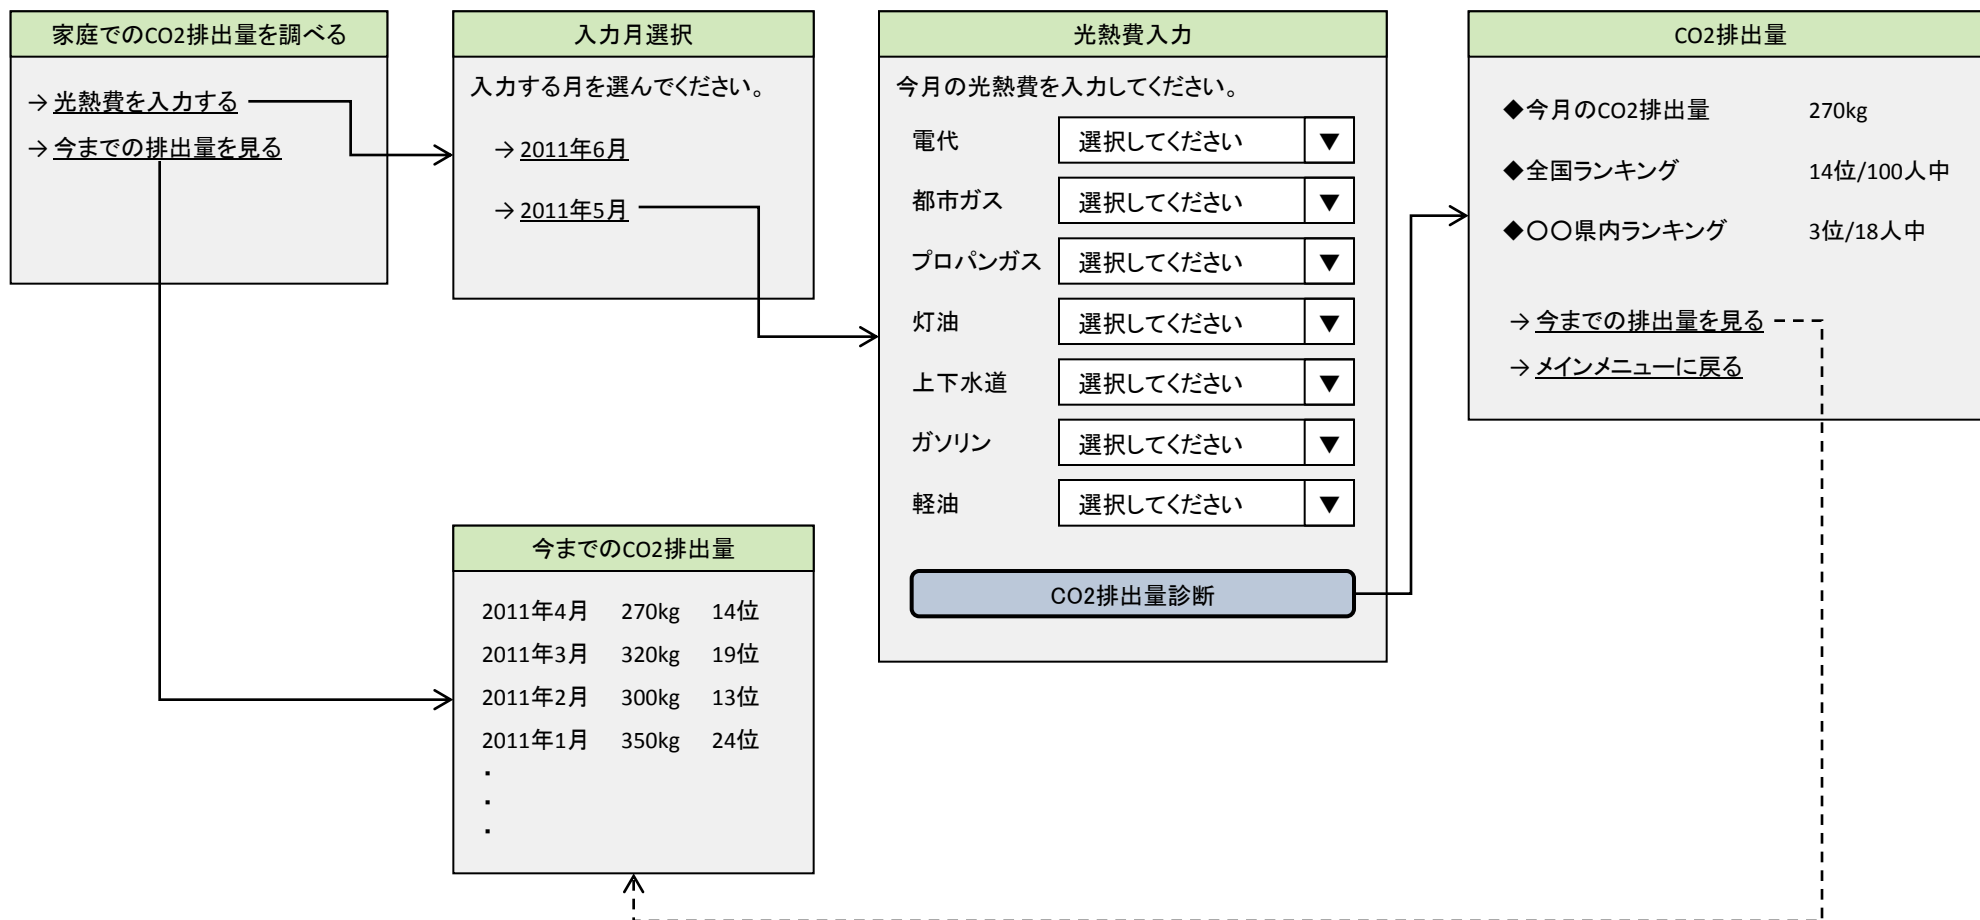 家庭でのCO2排出量を調べる
→ 光熱費を入力する
→ 今までの排出量を見る
入力月選択
入力する月を選んでください。
→ 2011年6月
→ 2011年5月
光熱費入力
今月の光熱費を入力してください。
電代 選択してください ▼
都市ガス 選択してください ▼
プロパンガス 選択してください ▼
灯油 選択してください ▼
上下水道 選択してください ▼
ガソリン 選択してください ▼
軽油 選択してください ▼
CO2排出量診断
CO2排出量
◆今月のCO2排出量 270kg
◆全国ランキング 14位/100人中
◆〇〇県内ランキング 3位/18人中
→ 今までの排出量を見る
→ メインメニューに戻る
今までのCO2排出量
2011年4月 270kg 14位
2011年3月 320kg 19位
2011年2月 300kg 13位
2011年1月 350kg 24位
・
・
・